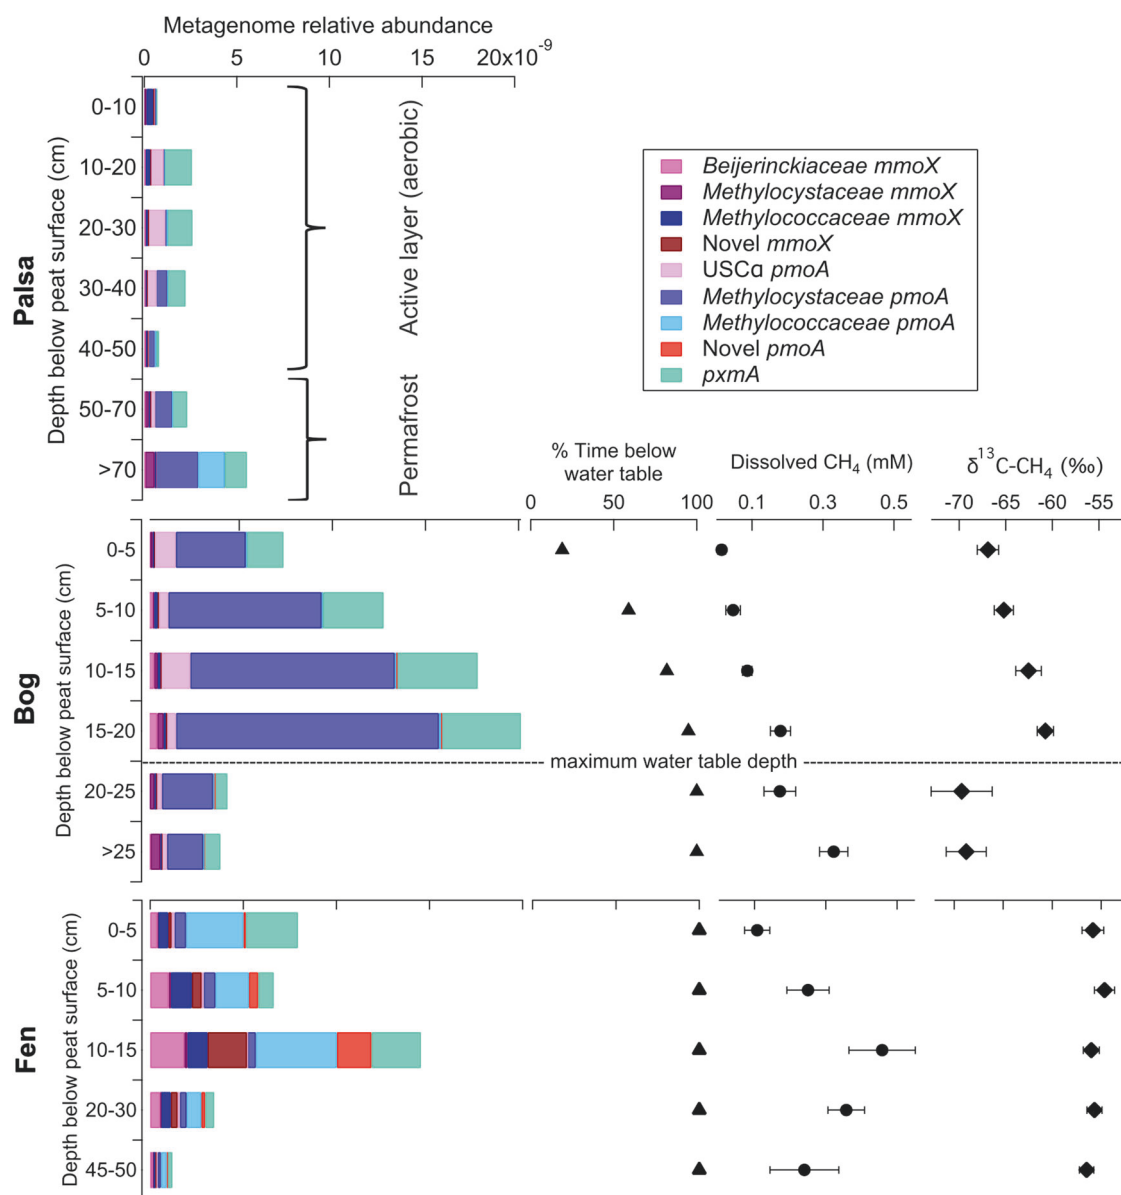 Metagenome relative abundance
0 5 10 15 20x10⁻⁹
Palsa
Depth below peat surface (cm)
0-10
10-20
20-30
30-40
40-50
50-70
>70
Active layer (aerobic)
Permafrost
Beijerinckiaceae mmoX
Methylocystaceae mmoX
Methylococcaceae mmoX
Novel mmoX
USCα pmoA
Methylocystaceae pmoA
Methylococcaceae pmoA
Novel pmoA
pxmA
% Time below
water table
0 50 100
Dissolved CH₄ (mM)
0.1 0.3 0.5
δ¹³C-CH₄ (‰)
-70 -65 -60 -55
Bog
Depth below peat surface (cm)
0-5
5-10
10-15
15-20
maximum water table depth
20-25
>25
Fen
Depth below peat surface (cm)
0-5
5-10
10-15
20-30
45-50